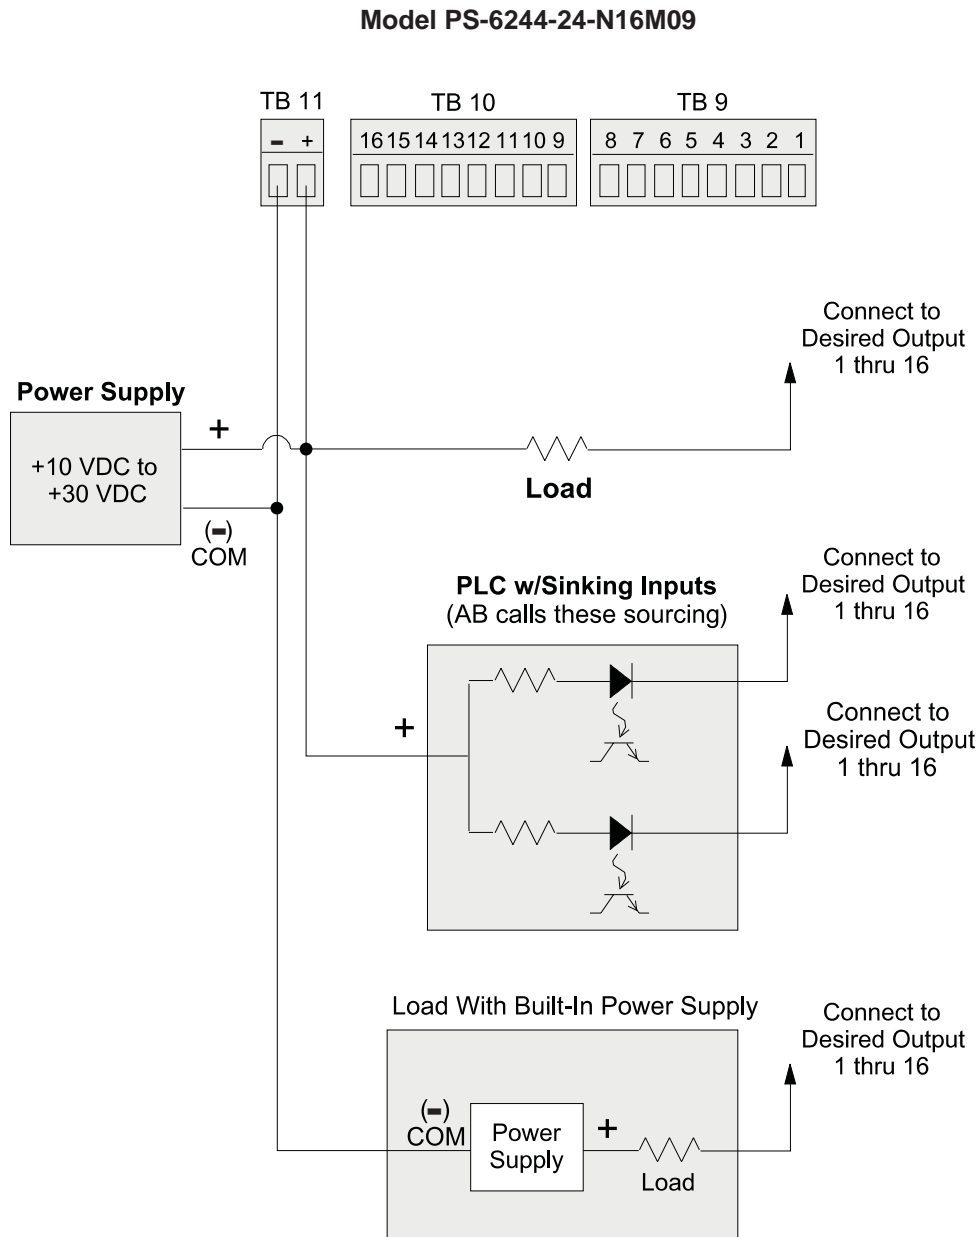 Model PS-6244-24-N16M09
TB 11
TB 10
TB 9
- +
16 15 14 13 12 11 10 9
8 7 6 5 4 3 2 1
Connect to
Desired Output
1 thru 16
Power Supply
+10 VDC to
+30 VDC
+
(-)
COM
Load
PLC w/Sinking Inputs
(AB calls these sourcing)
+
Connect to
Desired Output
1 thru 16
Connect to
Desired Output
1 thru 16
Load With Built-In Power Supply
(-)
COM
Power
Supply
+
Load
Connect to
Desired Output
1 thru 16